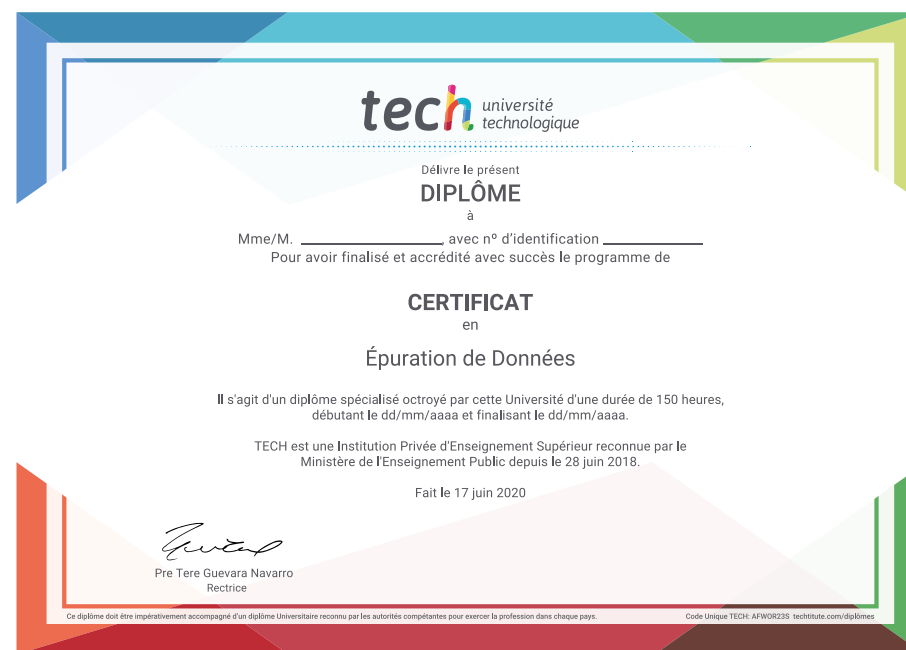 tech université
technologique
Délivre le présent
DIPLÔME
à
Mme/M. ____________________, avec nº d'identification ______________
Pour avoir finalisé et accrédité avec succès le programme de
CERTIFICAT
en
Épuration de Données
Il s'agit d'un diplôme spécialisé octroyé par cette Université d'une durée de 150 heures,
débutant le dd/mm/aaaa et finalisant le dd/mm/aaaa.
TECH est une Institution Privée d'Enseignement Supérieur reconnue par le
Ministère de l'Enseignement Public depuis le 28 juin 2018.
Fait le 17 juin 2020
Pre Tere Guevara Navarro
Rectrice
Ce diplôme doit être impérativement accompagné d'un diplôme Universitaire reconnu par les autorités compétantes pour exercer la profession dans chaque pays.
Code Unique TECH: AFWOR23S techtitute.com/diplômes